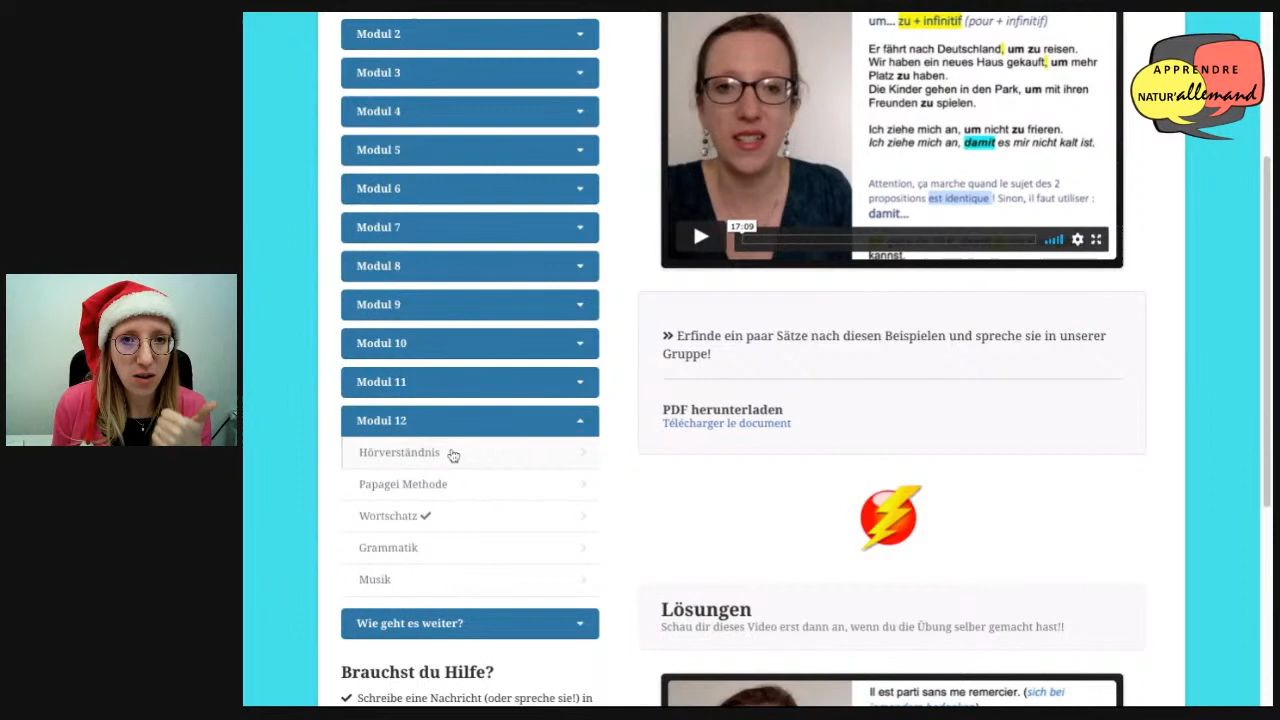 Modul 2
Modul 3
Modul 4
Modul 5
Modul 6
Modul 7
Modul 8
Modul 9
Modul 10
Modul 11
Modul 12
Hörverständnis
Papagei Methode
Wortschatz
Grammatik
Musik
Wie geht es weiter?
Brauchst du Hilfe?
Schreibe eine Nachricht (oder spreche sie!) in
um... zu + infinitif (pour + infinitif)
Er fährt nach Deutschland, um zu reisen.
Wir haben ein neues Haus gekauft, um mehr
Platz zu haben.
Die Kinder gehen in den Park, um mit ihren
Freunden zu spielen.
Ich ziehe mich an, um nicht zu frieren.
Ich ziehe mich an, damit es mir nicht kalt ist.
Attention, ça marche quand le sujet des 2
propositions est identique ! Sinon, il faut utiliser :
damit...
17:09
kannst.
» Erfinde ein paar Sätze nach diesen Beispielen und spreche sie in unserer
Gruppe!
PDF herunterladen
Télécharger le document
Lösungen
Schau dir dieses Video erst dann an, wenn du die Übung selber gemacht hast!!
Il est parti sans me remercier. (sich bei
APPRENDRE
NATUR'allemand